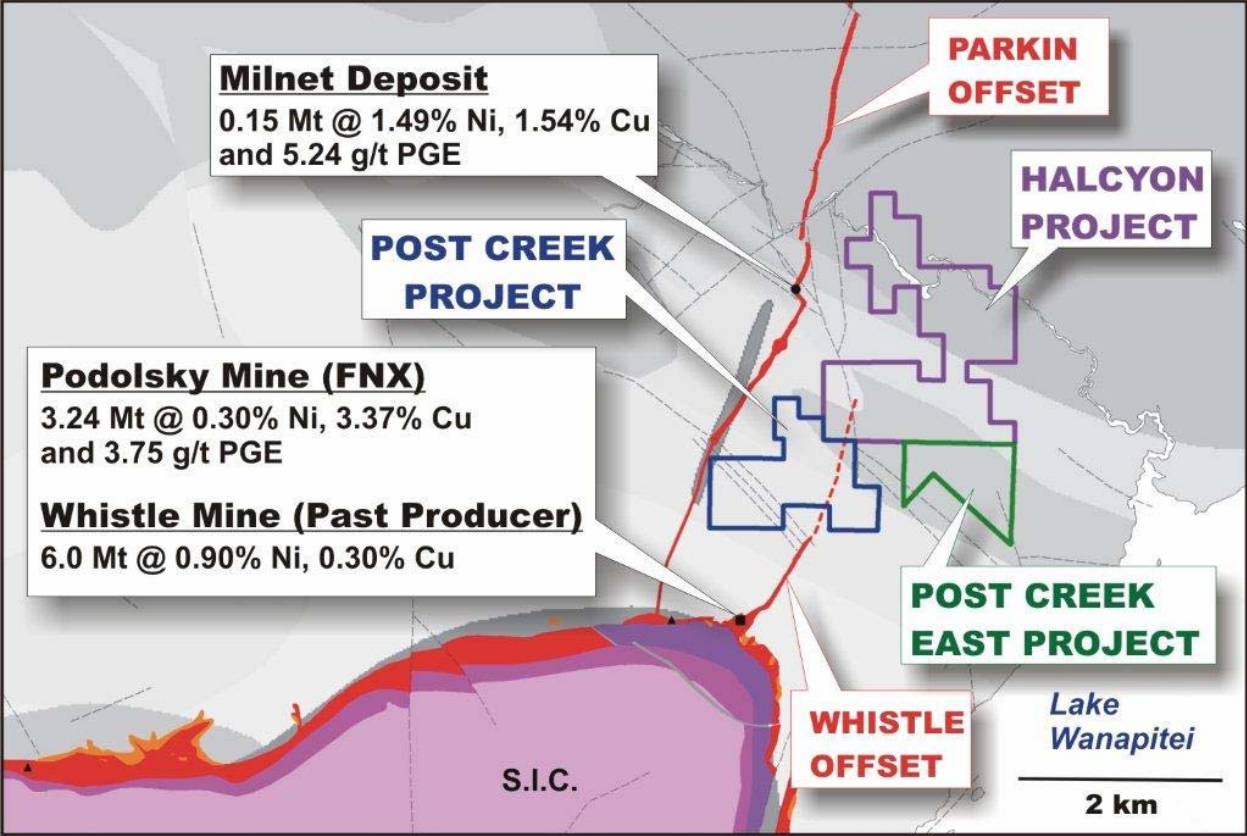 Milnet Deposit
0.15 Mt @ 1.49% Ni, 1.54% Cu
and 5.24 g/t PGE
PARKIN
OFFSET
HALCYON
PROJECT
POST CREEK
PROJECT
Podolsky Mine (FNX)
3.24 Mt @ 0.30% Ni, 3.37% Cu
and 3.75 g/t PGE
Whistle Mine (Past Producer)
6.0 Mt @ 0.90% Ni, 0.30% Cu
POST CREEK
EAST PROJECT
WHISTLE
OFFSET
Lake
Wanapitei
S.I.C.
2 km